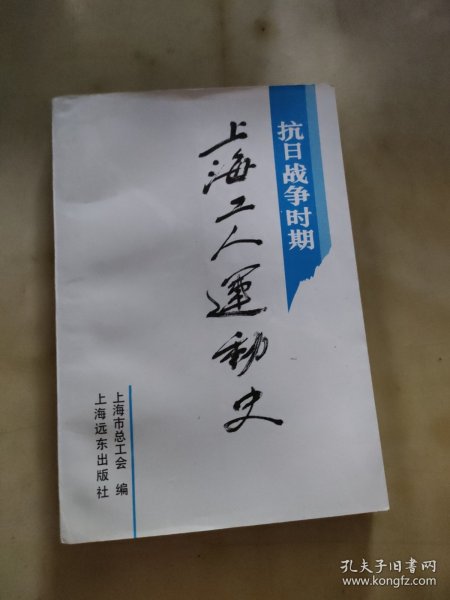 抗日战争时期
上海工人運動史
上海市总工会 编
上海远东出版社
孔夫子旧书网
www.kongfz.com